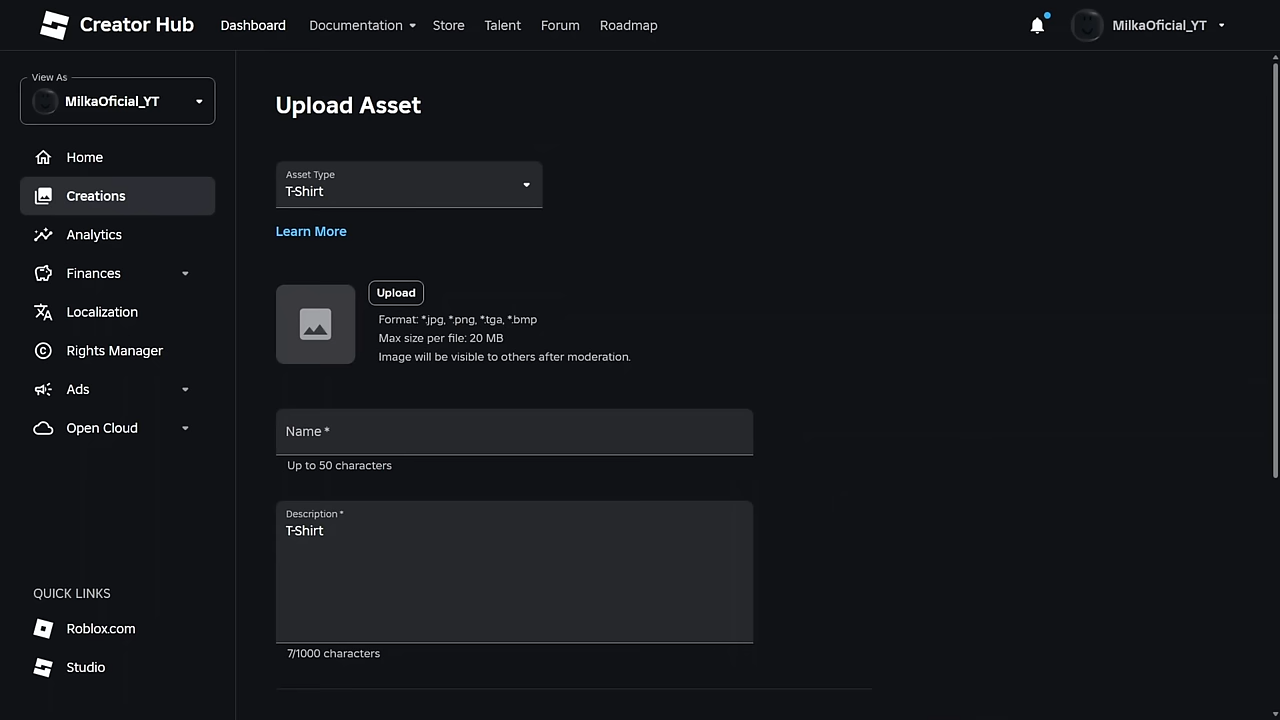 Creator Hub Dashboard Documentation Store Talent Forum Roadmap MilkaOficial_YT
View As
MilkaOficial_YT
Home
Creations
Analytics
Finances
Localization
Rights Manager
Ads
Open Cloud
QUICK LINKS
Roblox.com
Studio
Upload Asset
Asset Type
T-Shirt
Learn More
Upload
Format: *.jpg, *.png, *.tga, *.bmp
Max size per file: 20 MB
Image will be visible to others after moderation.
Name *
Up to 50 characters
Description *
T-Shirt
7/1000 characters